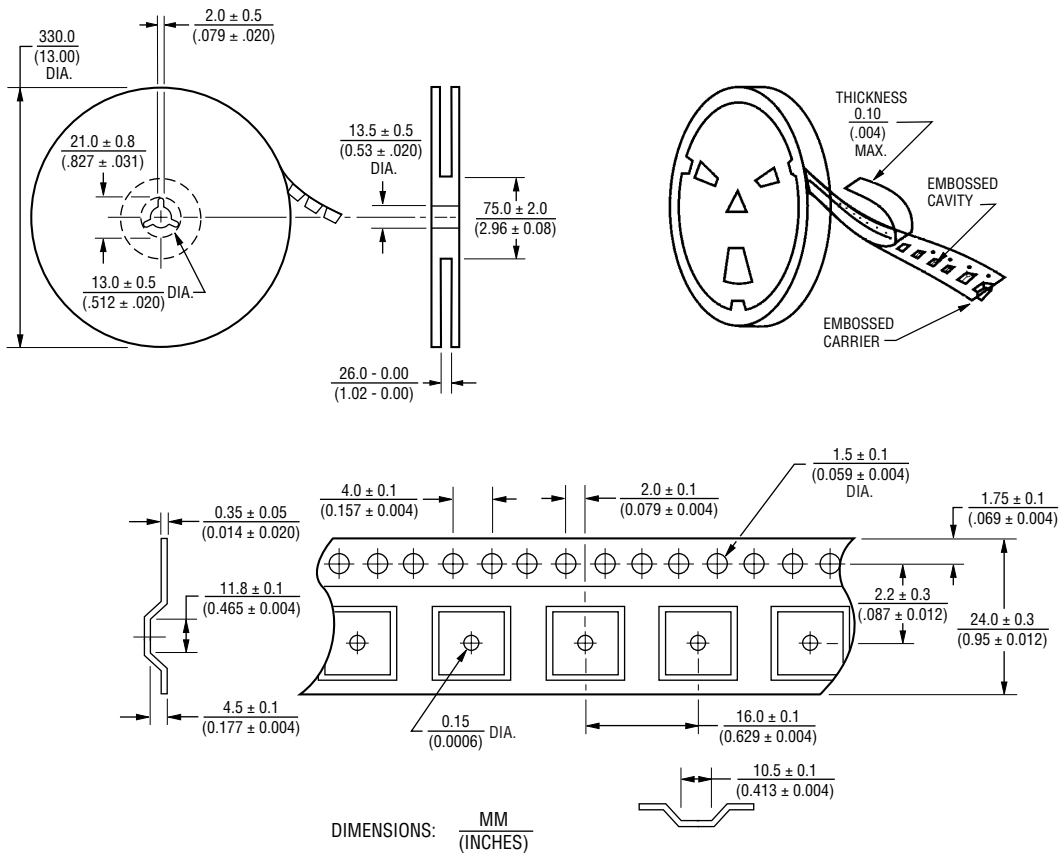 2.0 ± 0.5
(.079 ± .020)
330.0
(13.00)
DIA.
21.0 ± 0.8
(.827 ± .031)
13.0 ± 0.5
(.512 ± .020)
DIA.
13.5 ± 0.5
(0.53 ± .020)
DIA.
75.0 ± 2.0
(2.96 ± 0.08)
26.0 - 0.00
(1.02 - 0.00)
THICKNESS
0.10
(.004)
MAX.
EMBOSSED
CAVITY
EMBOSSED
CARRIER
0.35 ± 0.05
(0.014 ± 0.020)
11.8 ± 0.1
(0.465 ± 0.004)
4.5 ± 0.1
(0.177 ± 0.004)
4.0 ± 0.1
(0.157 ± 0.004)
2.0 ± 0.1
(0.079 ± 0.004)
1.5 ± 0.1
(0.059 ± 0.004)
DIA.
1.75 ± 0.1
(.069 ± 0.004)
2.2 ± 0.3
(.087 ± 0.012)
24.0 ± 0.3
(0.95 ± 0.012)
0.15
(0.0006)
DIA.
16.0 ± 0.1
(0.629 ± 0.004)
10.5 ± 0.1
(0.413 ± 0.004)
DIMENSIONS:
MM
(INCHES)